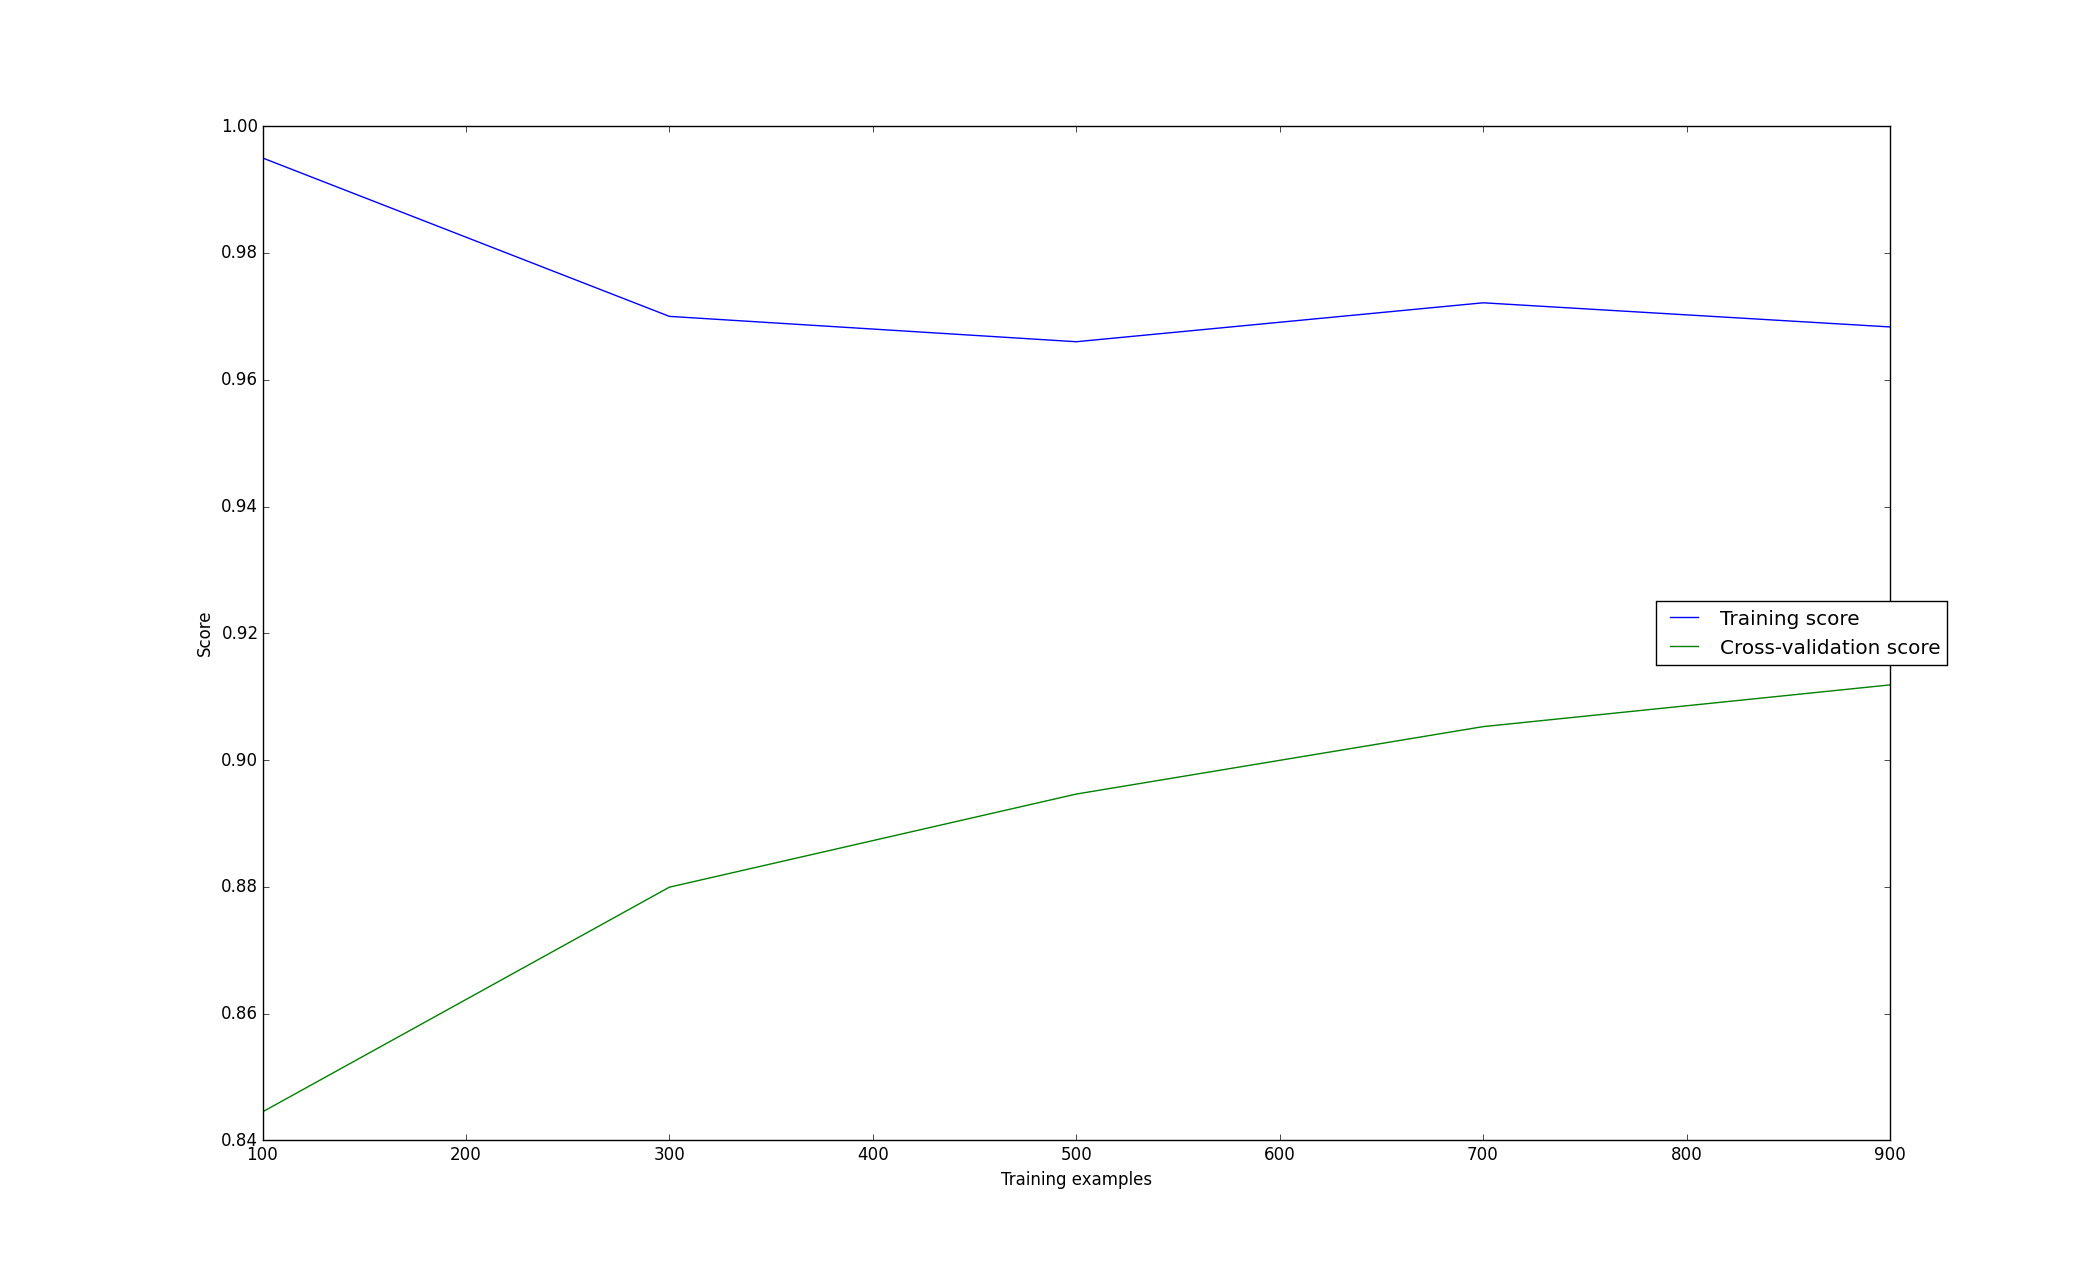 1.00
0.98
0.96
0.94
0.92
0.90
0.88
0.86
0.84
Score
Training score
Cross-validation score
100 200 300 400 500 600 700 800 900
Training examples